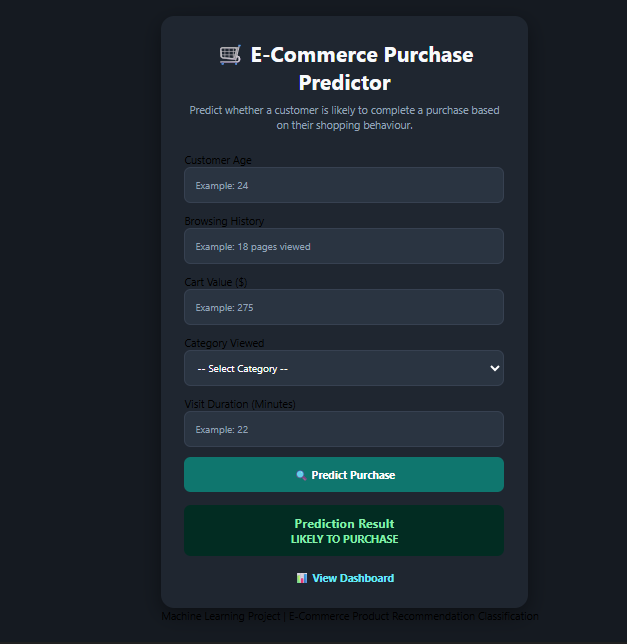 🛒 E-Commerce Purchase
Predictor
Predict whether a customer is likely to complete a purchase based
on their shopping behaviour.
Customer Age
Example: 24
Browsing History
Example: 18 pages viewed
Cart Value ($)
Example: 275
Category Viewed
-- Select Category --
Visit Duration (Minutes)
Example: 22
🔍 Predict Purchase
Prediction Result
LIKELY TO PURCHASE
📊 View Dashboard
Machine Learning Project | E-Commerce Product Recommendation Classification